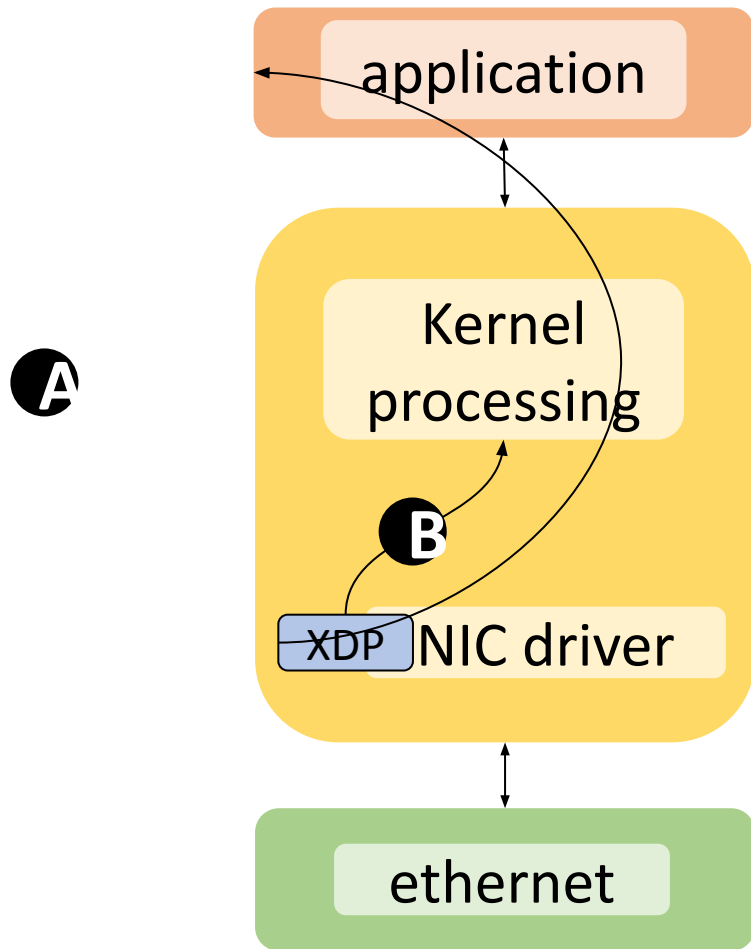 application
Kernel
processing
A
B
XDP
NIC driver
ethernet